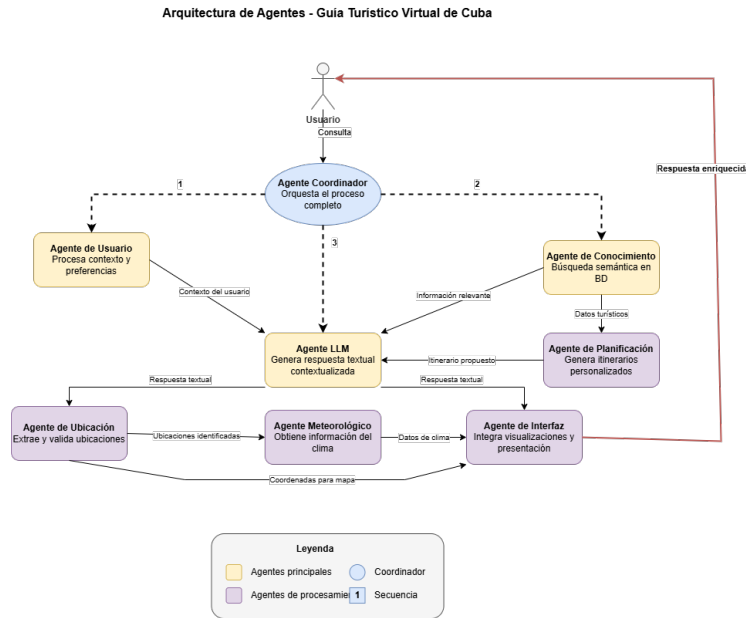 Arquitectura de Agentes - Guía Turístico Virtual de Cuba
Usuario
Consulta
Respuesta enriquecida
Agente Coordinador
Orquesta el proceso
completo
1
2
3
Agente de Usuario
Procesa contexto y
preferencias
Agente de Conocimiento
Búsqueda semántica en
BD
Contexto del usuario
Información relevante
Datos turísticos
Agente LLM
Genera respuesta textual
contextualizada
Itinerario propuesto
Agente de Planificación
Genera itinerarios
personalizados
Respuesta textual
Respuesta textual
Agente de Ubicación
Extrae y valida ubicaciones
Ubicaciones identificadas
Agente Meteorológico
Obtiene información del
clima
Datos de clima
Agente de Interfaz
Integra visualizaciones y
presentación
Coordenadas para mapa
Leyenda
Agentes principales
Coordinador
Agentes de procesamie
1
Secuencia